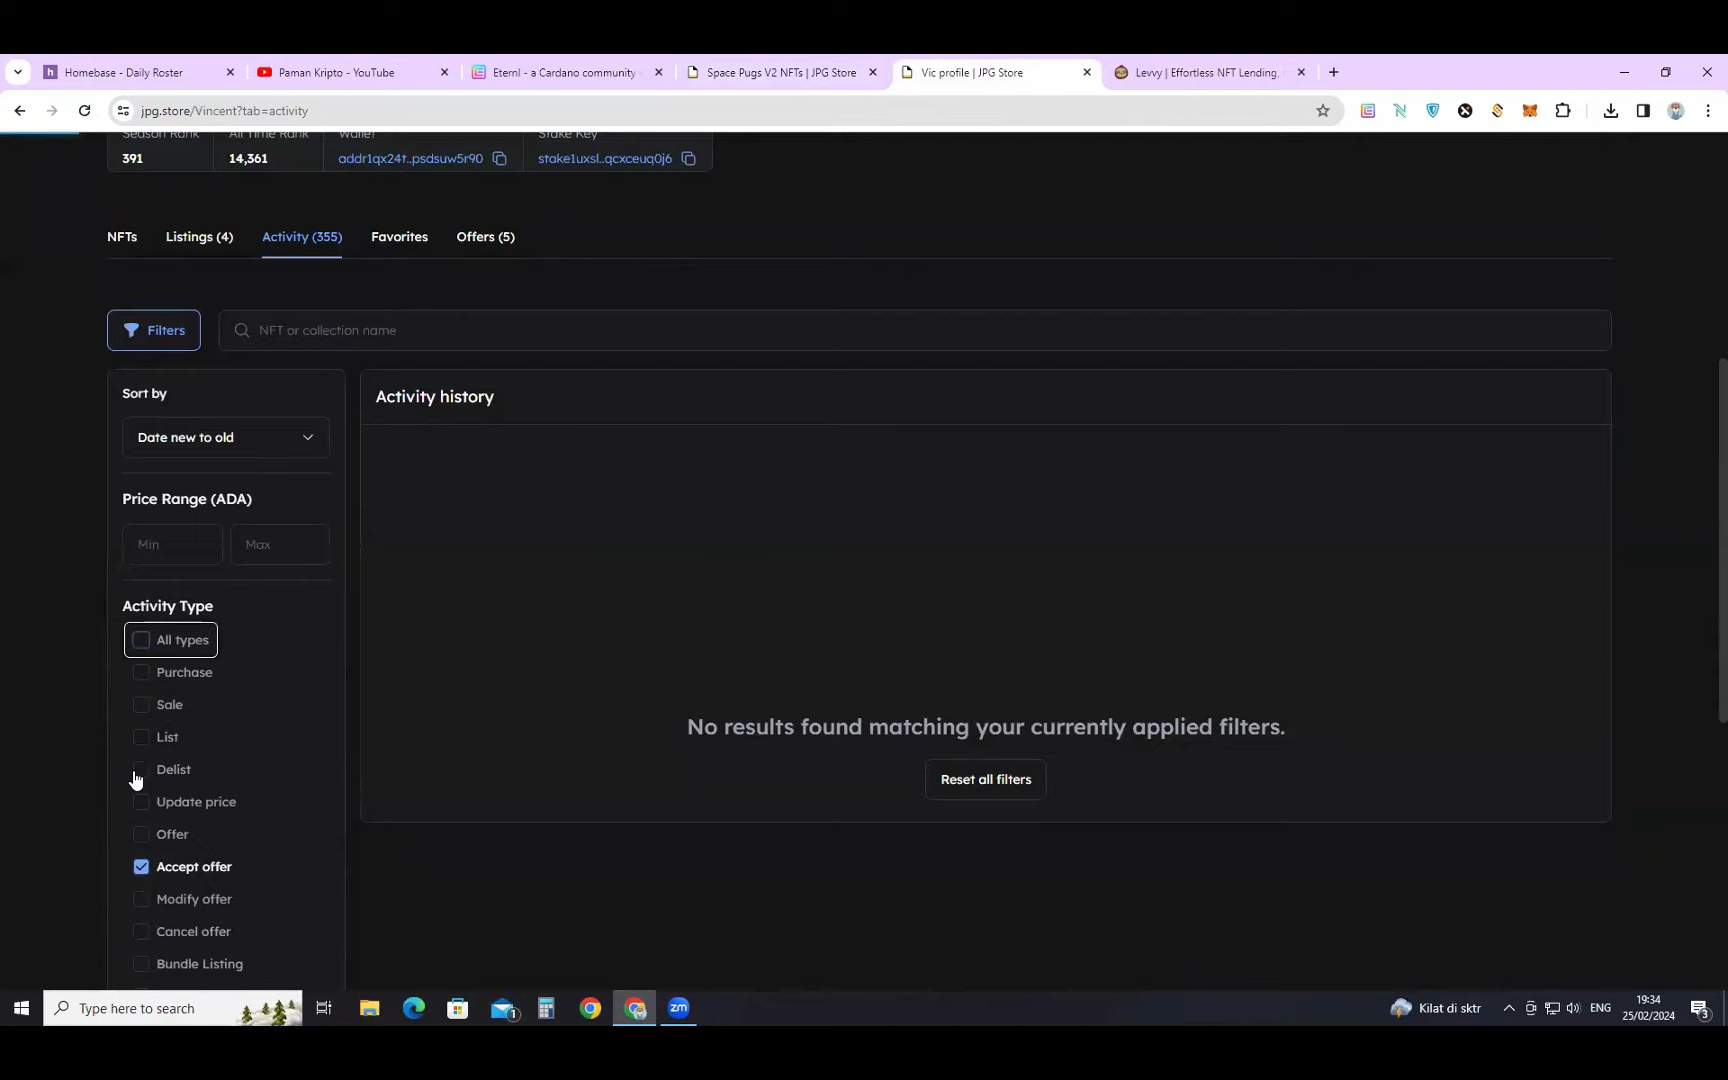 Homebase - Daily Roster
Paman Kripto - YouTube
Eternl - a Cardano community
Space Pugs V2 NFTs | JPG Store
Vic profile | JPG Store
Levvy | Effortless NFT Lending.
jpg.store/Vincent?tab=activity
Season Rank
All Time Rank
Wallet
Stake Key
391
14,361
addr1qx24t..psdsuw5r90
stake1uxsl..qcxceuq0j6
NFTs
Listings (4)
Activity (355)
Favorites
Offers (5)
Filters
NFT or collection name
Sort by
Date new to old
Price Range (ADA)
Min
Max
Activity Type
All types
Purchase
Sale
List
Delist
Update price
Offer
Accept offer
Modify offer
Cancel offer
Bundle Listing
Activity history
No results found matching your currently applied filters.
Reset all filters
Type here to search
1
zm
Kilat di sktr
ENG
19:34
25/02/2024
3